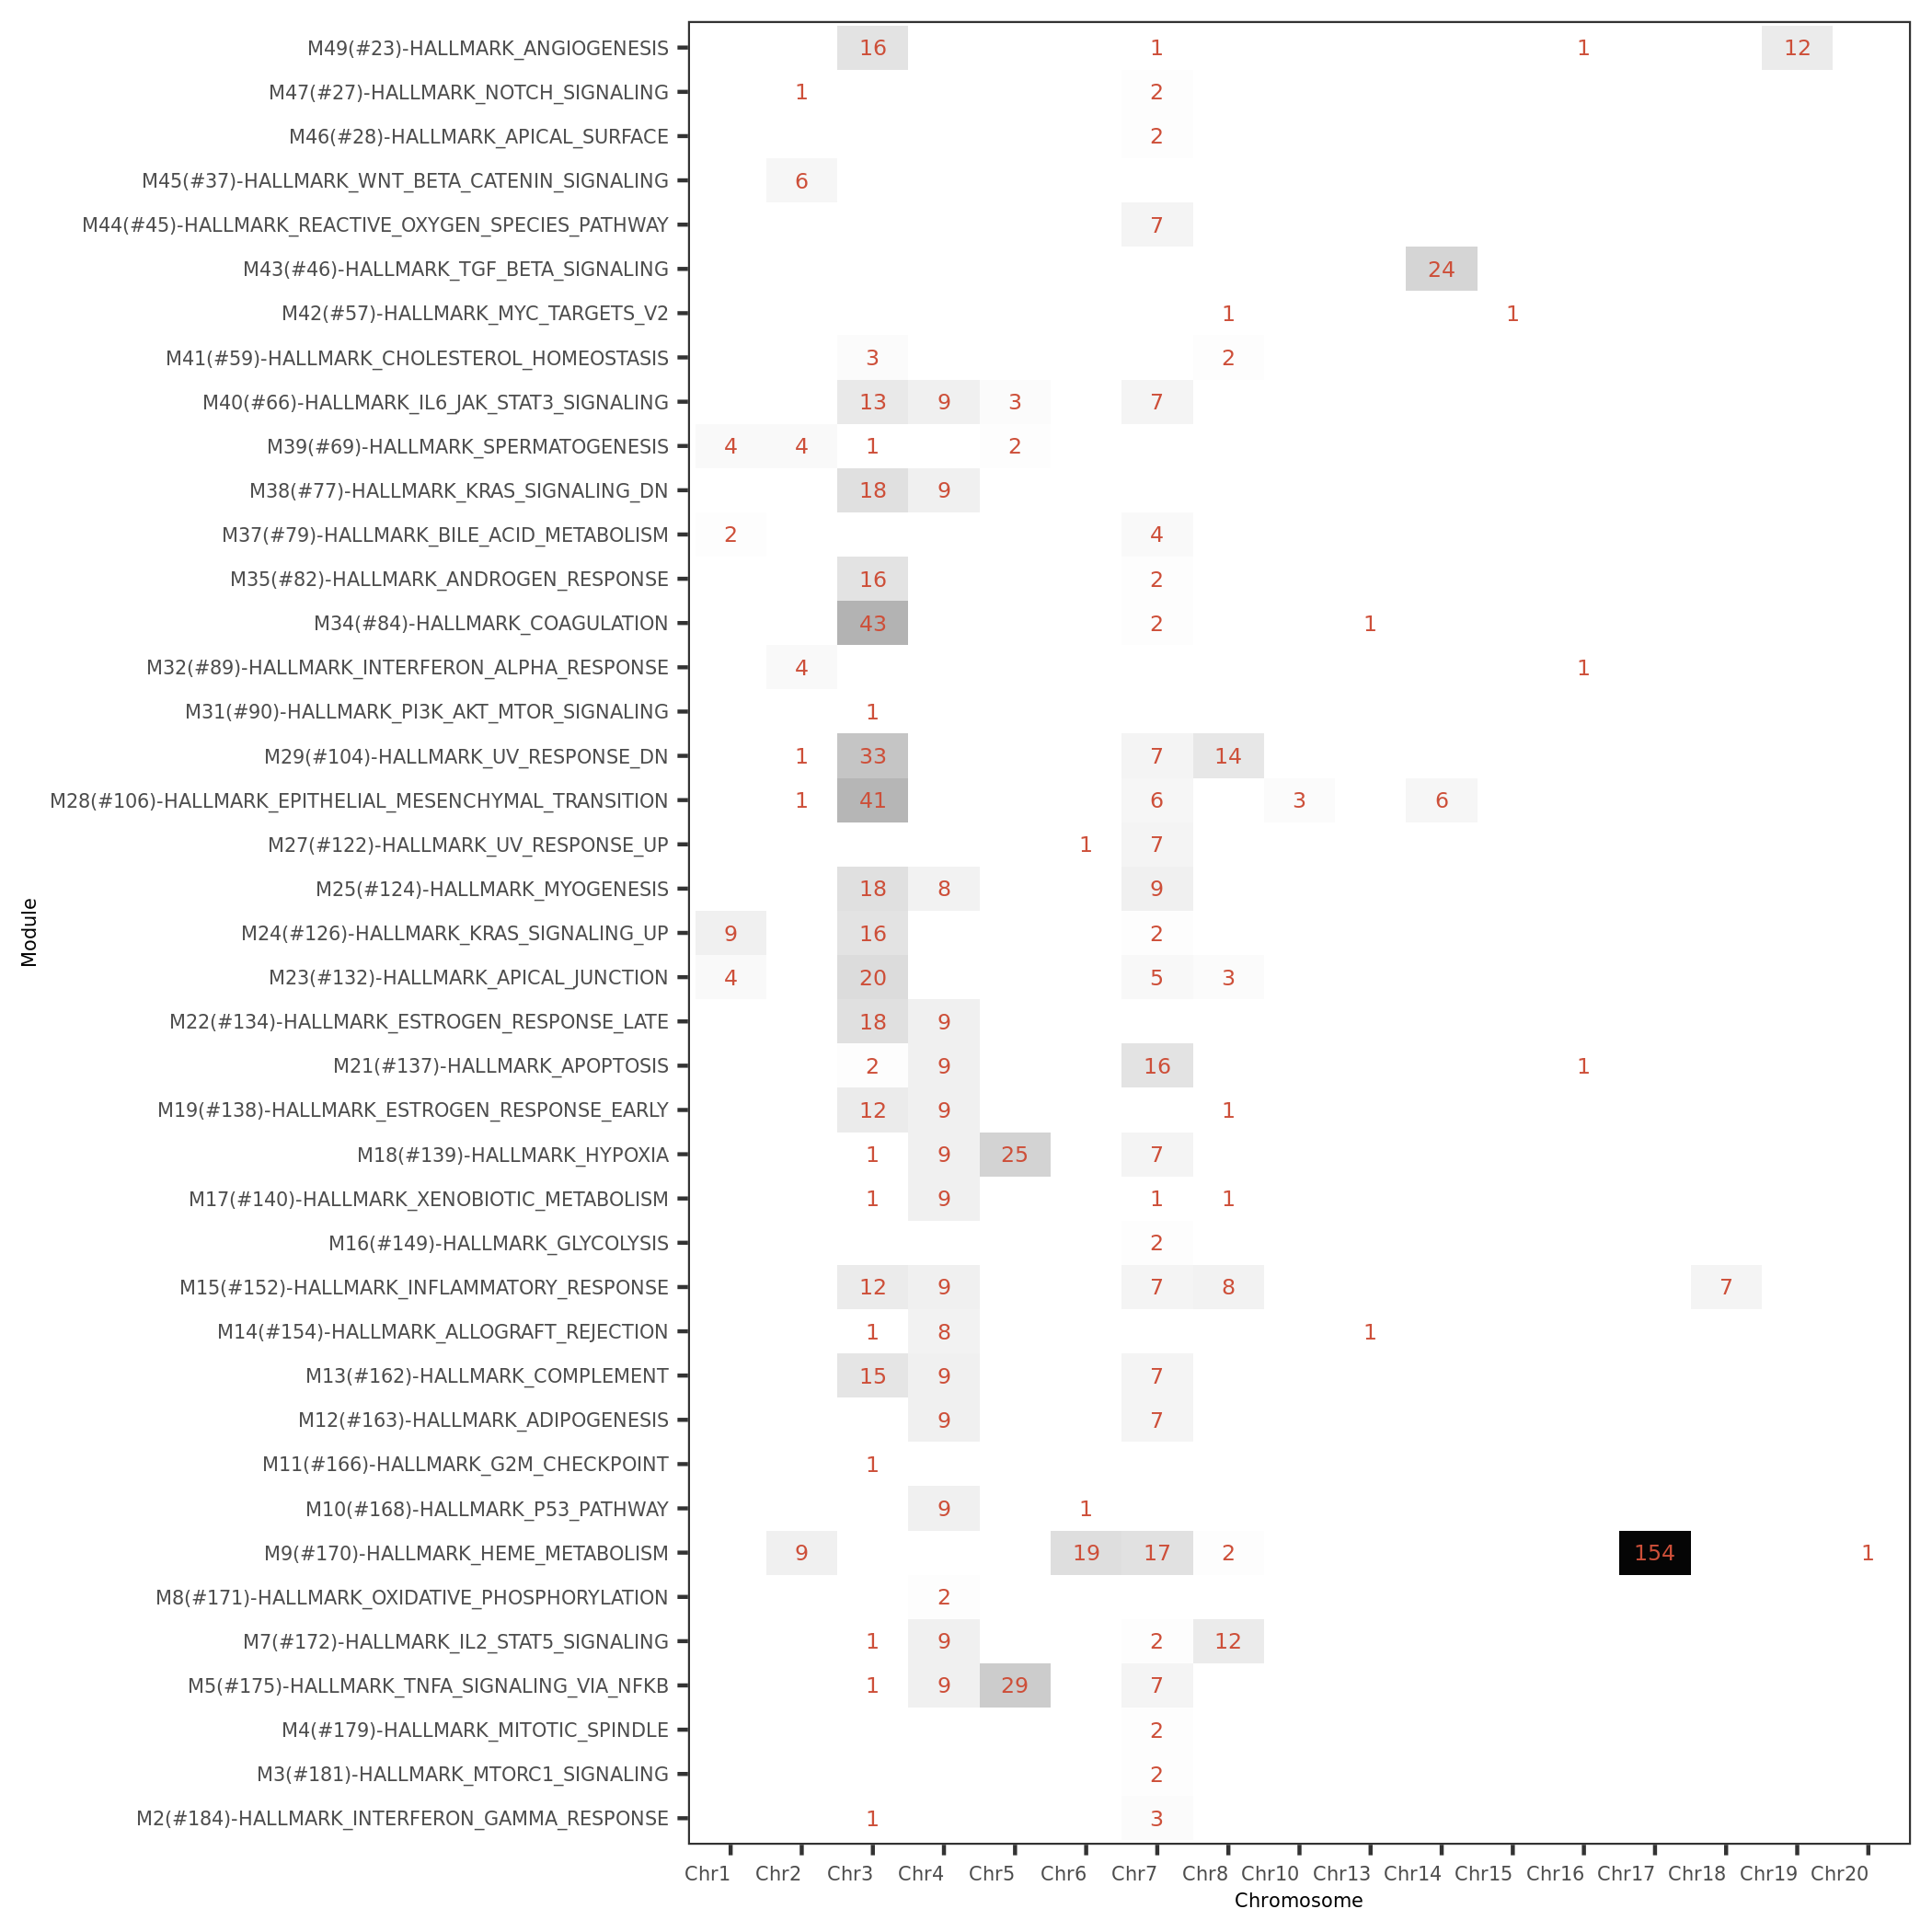 M49(#23)-HALLMARK_ANGIOGENESIS 16 1 1 12
M47(#27)-HALLMARK_NOTCH_SIGNALING 1 2
M46(#28)-HALLMARK_APICAL_SURFACE 2
M45(#37)-HALLMARK_WNT_BETA_CATENIN_SIGNALING 6
M44(#45)-HALLMARK_REACTIVE_OXYGEN_SPECIES_PATHWAY 7
M43(#46)-HALLMARK_TGF_BETA_SIGNALING 24
M42(#57)-HALLMARK_MYC_TARGETS_V2 1 1
M41(#59)-HALLMARK_CHOLESTEROL_HOMEOSTASIS 3 2
M40(#66)-HALLMARK_IL6_JAK_STAT3_SIGNALING 13 9 3 7
M39(#69)-HALLMARK_SPERMATOGENESIS 4 4 1 2
M38(#77)-HALLMARK_KRAS_SIGNALING_DN 18 9
M37(#79)-HALLMARK_BILE_ACID_METABOLISM 2 4
M35(#82)-HALLMARK_ANDROGEN_RESPONSE 16 2
M34(#84)-HALLMARK_COAGULATION 43 2 1
M32(#89)-HALLMARK_INTERFERON_ALPHA_RESPONSE 4 1
M31(#90)-HALLMARK_PI3K_AKT_MTOR_SIGNALING 1
M29(#104)-HALLMARK_UV_RESPONSE_DN 1 33 7 14
M28(#106)-HALLMARK_EPITHELIAL_MESENCHYMAL_TRANSITION 1 41 6 3 6
M27(#122)-HALLMARK_UV_RESPONSE_UP 1 7
M25(#124)-HALLMARK_MYOGENESIS 18 8 9
M24(#126)-HALLMARK_KRAS_SIGNALING_UP 9 16 2
M23(#132)-HALLMARK_APICAL_JUNCTION 4 20 5 3
M22(#134)-HALLMARK_ESTROGEN_RESPONSE_LATE 18 9
M21(#137)-HALLMARK_APOPTOSIS 2 9 16 1
M19(#138)-HALLMARK_ESTROGEN_RESPONSE_EARLY 12 9 1
M18(#139)-HALLMARK_HYPOXIA 1 9 25 7
M17(#140)-HALLMARK_XENOBIOTIC_METABOLISM 1 9 1 1
M16(#149)-HALLMARK_GLYCOLYSIS 2
M15(#152)-HALLMARK_INFLAMMATORY_RESPONSE 12 9 7 8 7
M14(#154)-HALLMARK_ALLOGRAFT_REJECTION 1 8 1
M13(#162)-HALLMARK_COMPLEMENT 15 9 7
M12(#163)-HALLMARK_ADIPOGENESIS 9 7
M11(#166)-HALLMARK_G2M_CHECKPOINT 1
M10(#168)-HALLMARK_P53_PATHWAY 9 1
M9(#170)-HALLMARK_HEME_METABOLISM 9 19 17 2 154 1
M8(#171)-HALLMARK_OXIDATIVE_PHOSPHORYLATION 2
M7(#172)-HALLMARK_IL2_STAT5_SIGNALING 1 9 2 12
M5(#175)-HALLMARK_TNFA_SIGNALING_VIA_NFKB 1 9 29 7
M4(#179)-HALLMARK_MITOTIC_SPINDLE 2
M3(#181)-HALLMARK_MTORC1_SIGNALING 2
M2(#184)-HALLMARK_INTERFERON_GAMMA_RESPONSE 1 3
Module
Chr1 Chr2 Chr3 Chr4 Chr5 Chr6 Chr7 Chr8 Chr10 Chr13 Chr14 Chr15 Chr16 Chr17 Chr18 Chr19 Chr20
Chromosome